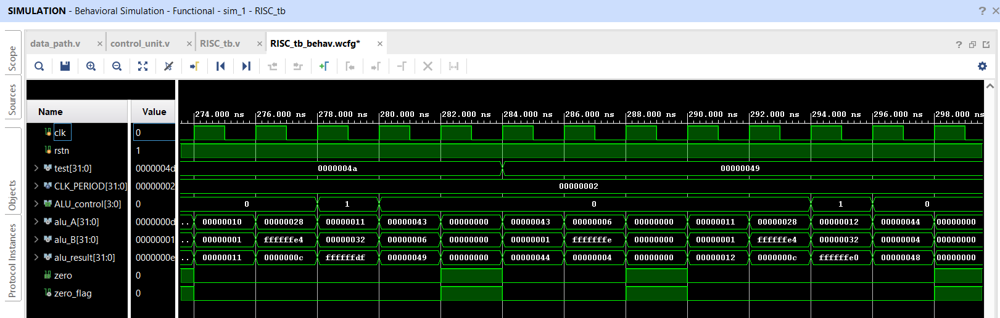 SIMULATION - Behavioral Simulation - Functional - sim_1 - RISC_tb
? ×
Scope
Sources
Objects
Protocol Instances
data_path.v × control_unit.v × RISC_tb.v × RISC_tb_behav.wcfg* ×
?
Name Value
274.000 ns 276.000 ns 278.000 ns 280.000 ns 282.000 ns 284.000 ns 286.000 ns 288.000 ns 290.000 ns 292.000 ns 294.000 ns 296.000 ns 298.000 ns
clk 0
rstn 1
test[31:0] 0000004d 0000004a 00000049
CLK_PERIOD[31:0] 00000002 00000002
ALU_control[3:0] 0 0 1 0 1 0
alu_A[31:0] 0000000d .. 00000010 00000028 00000011 00000043 00000000 00000043 00000006 00000000 00000011 00000028 00000012 00000044 00000000
alu_B[31:0] 00000001 .. 00000001 ffffffe4 00000032 00000006 00000000 00000001 fffffffe 00000000 00000001 ffffffe4 00000032 00000004 00000000
alu_result[31:0] 0000000e .. 00000011 0000000c ffffffdf 00000049 00000000 00000044 00000004 00000000 00000012 0000000c ffffffe0 00000048 00000000
zero 0
zero_flag 0